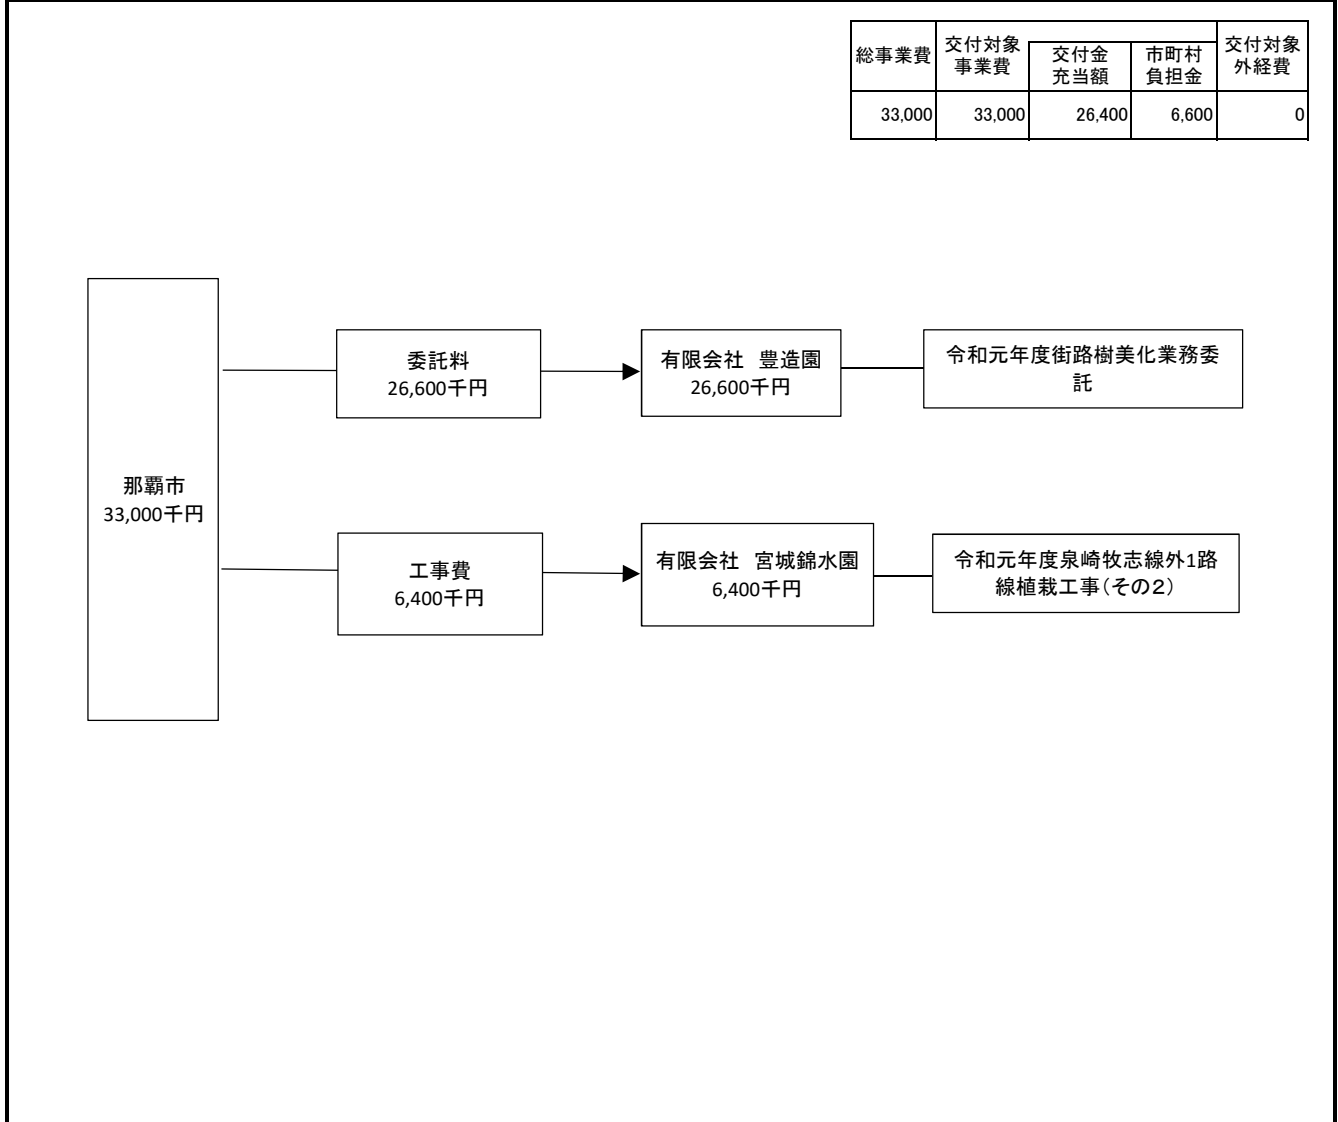 総事業費
交付対象
事業費
交付金
充当額
市町村
負担金
交付対象
外経費
33,000
33,000
26,400
6,600
0
委託料
26,600千円
有限会社　豊造園
26,600千円
令和元年度街路樹美化業務委
託
那覇市
33,000千円
工事費
6,400千円
有限会社　宮城錦水園
6,400千円
令和元年度泉崎牧志線外1路
線植栽工事（その２）